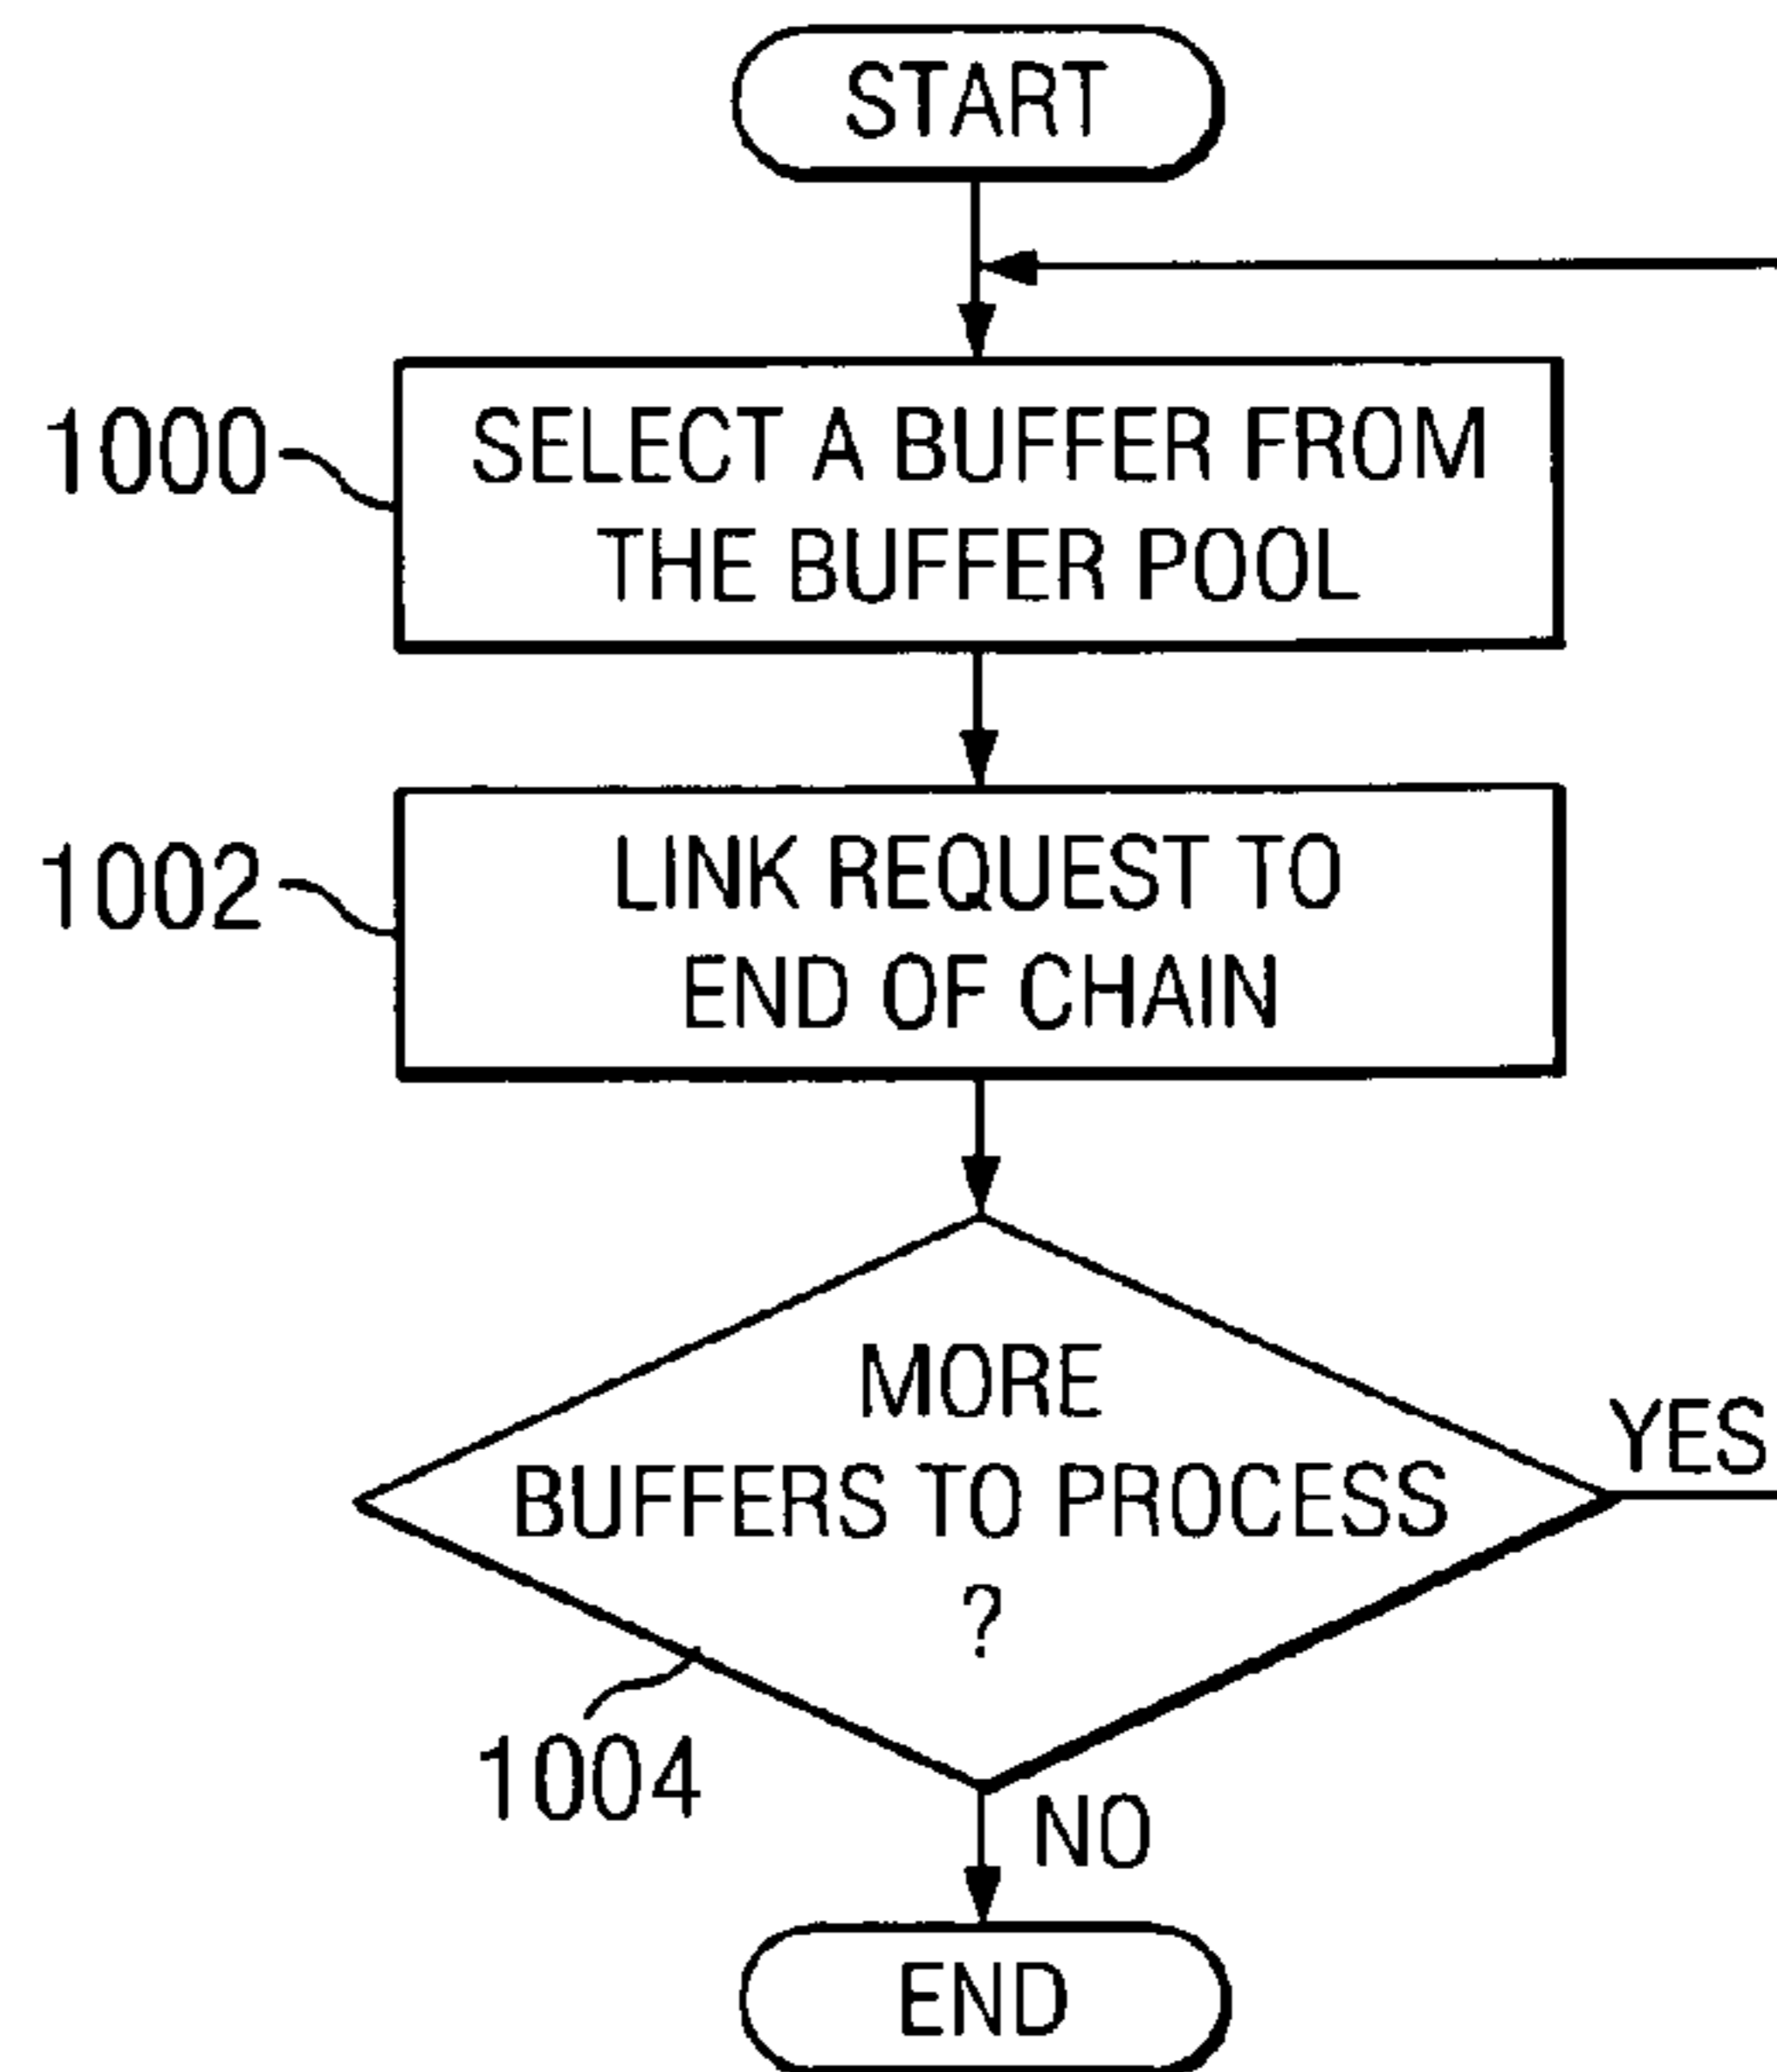 START
1000
SELECT A BUFFER FROM
THE BUFFER POOL
1002
LINK REQUEST TO
END OF CHAIN
MORE
BUFFERS TO PROCESS
?
YES
1004
NO
END